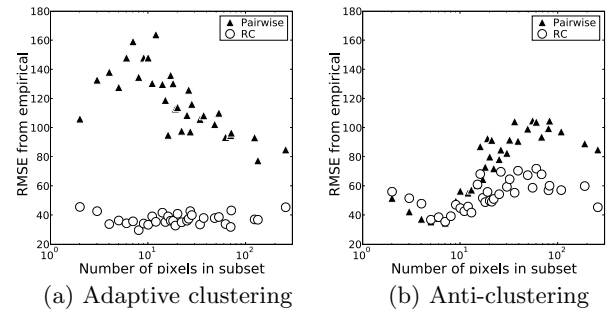 180
160
140
120
100
80
60
40
20
RMSE from empirical
Pairwise
RC
10^0
10^1
10^2
Number of pixels in subset
(a) Adaptive clustering
180
160
140
120
100
80
60
40
20
RMSE from empirical
Pairwise
RC
10^0
10^1
10^2
Number of pixels in subset
(b) Anti-clustering